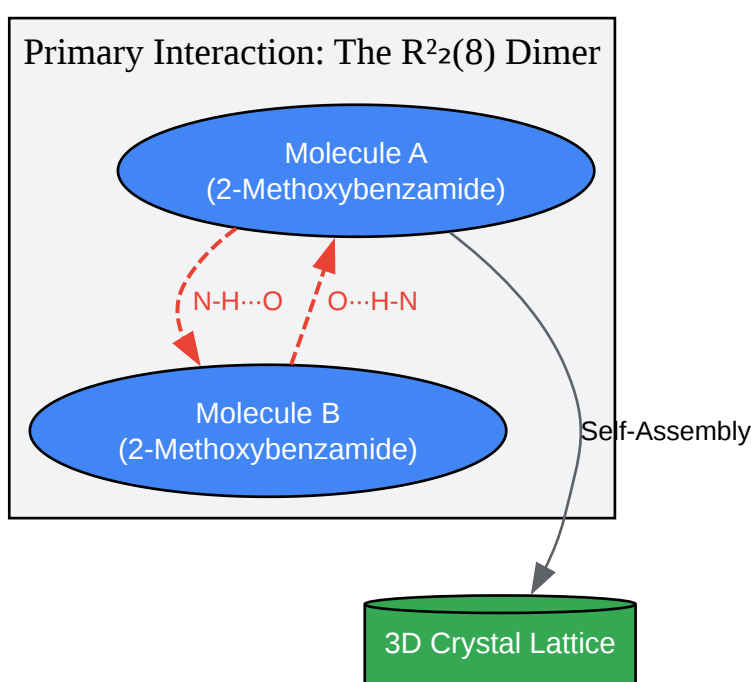 Primary Interaction: The R²₂(8) Dimer
Molecule A
(2-Methoxybenzamide)
N-H···O
O···H-N
Molecule B
(2-Methoxybenzamide)
Self-Assembly
3D Crystal Lattice